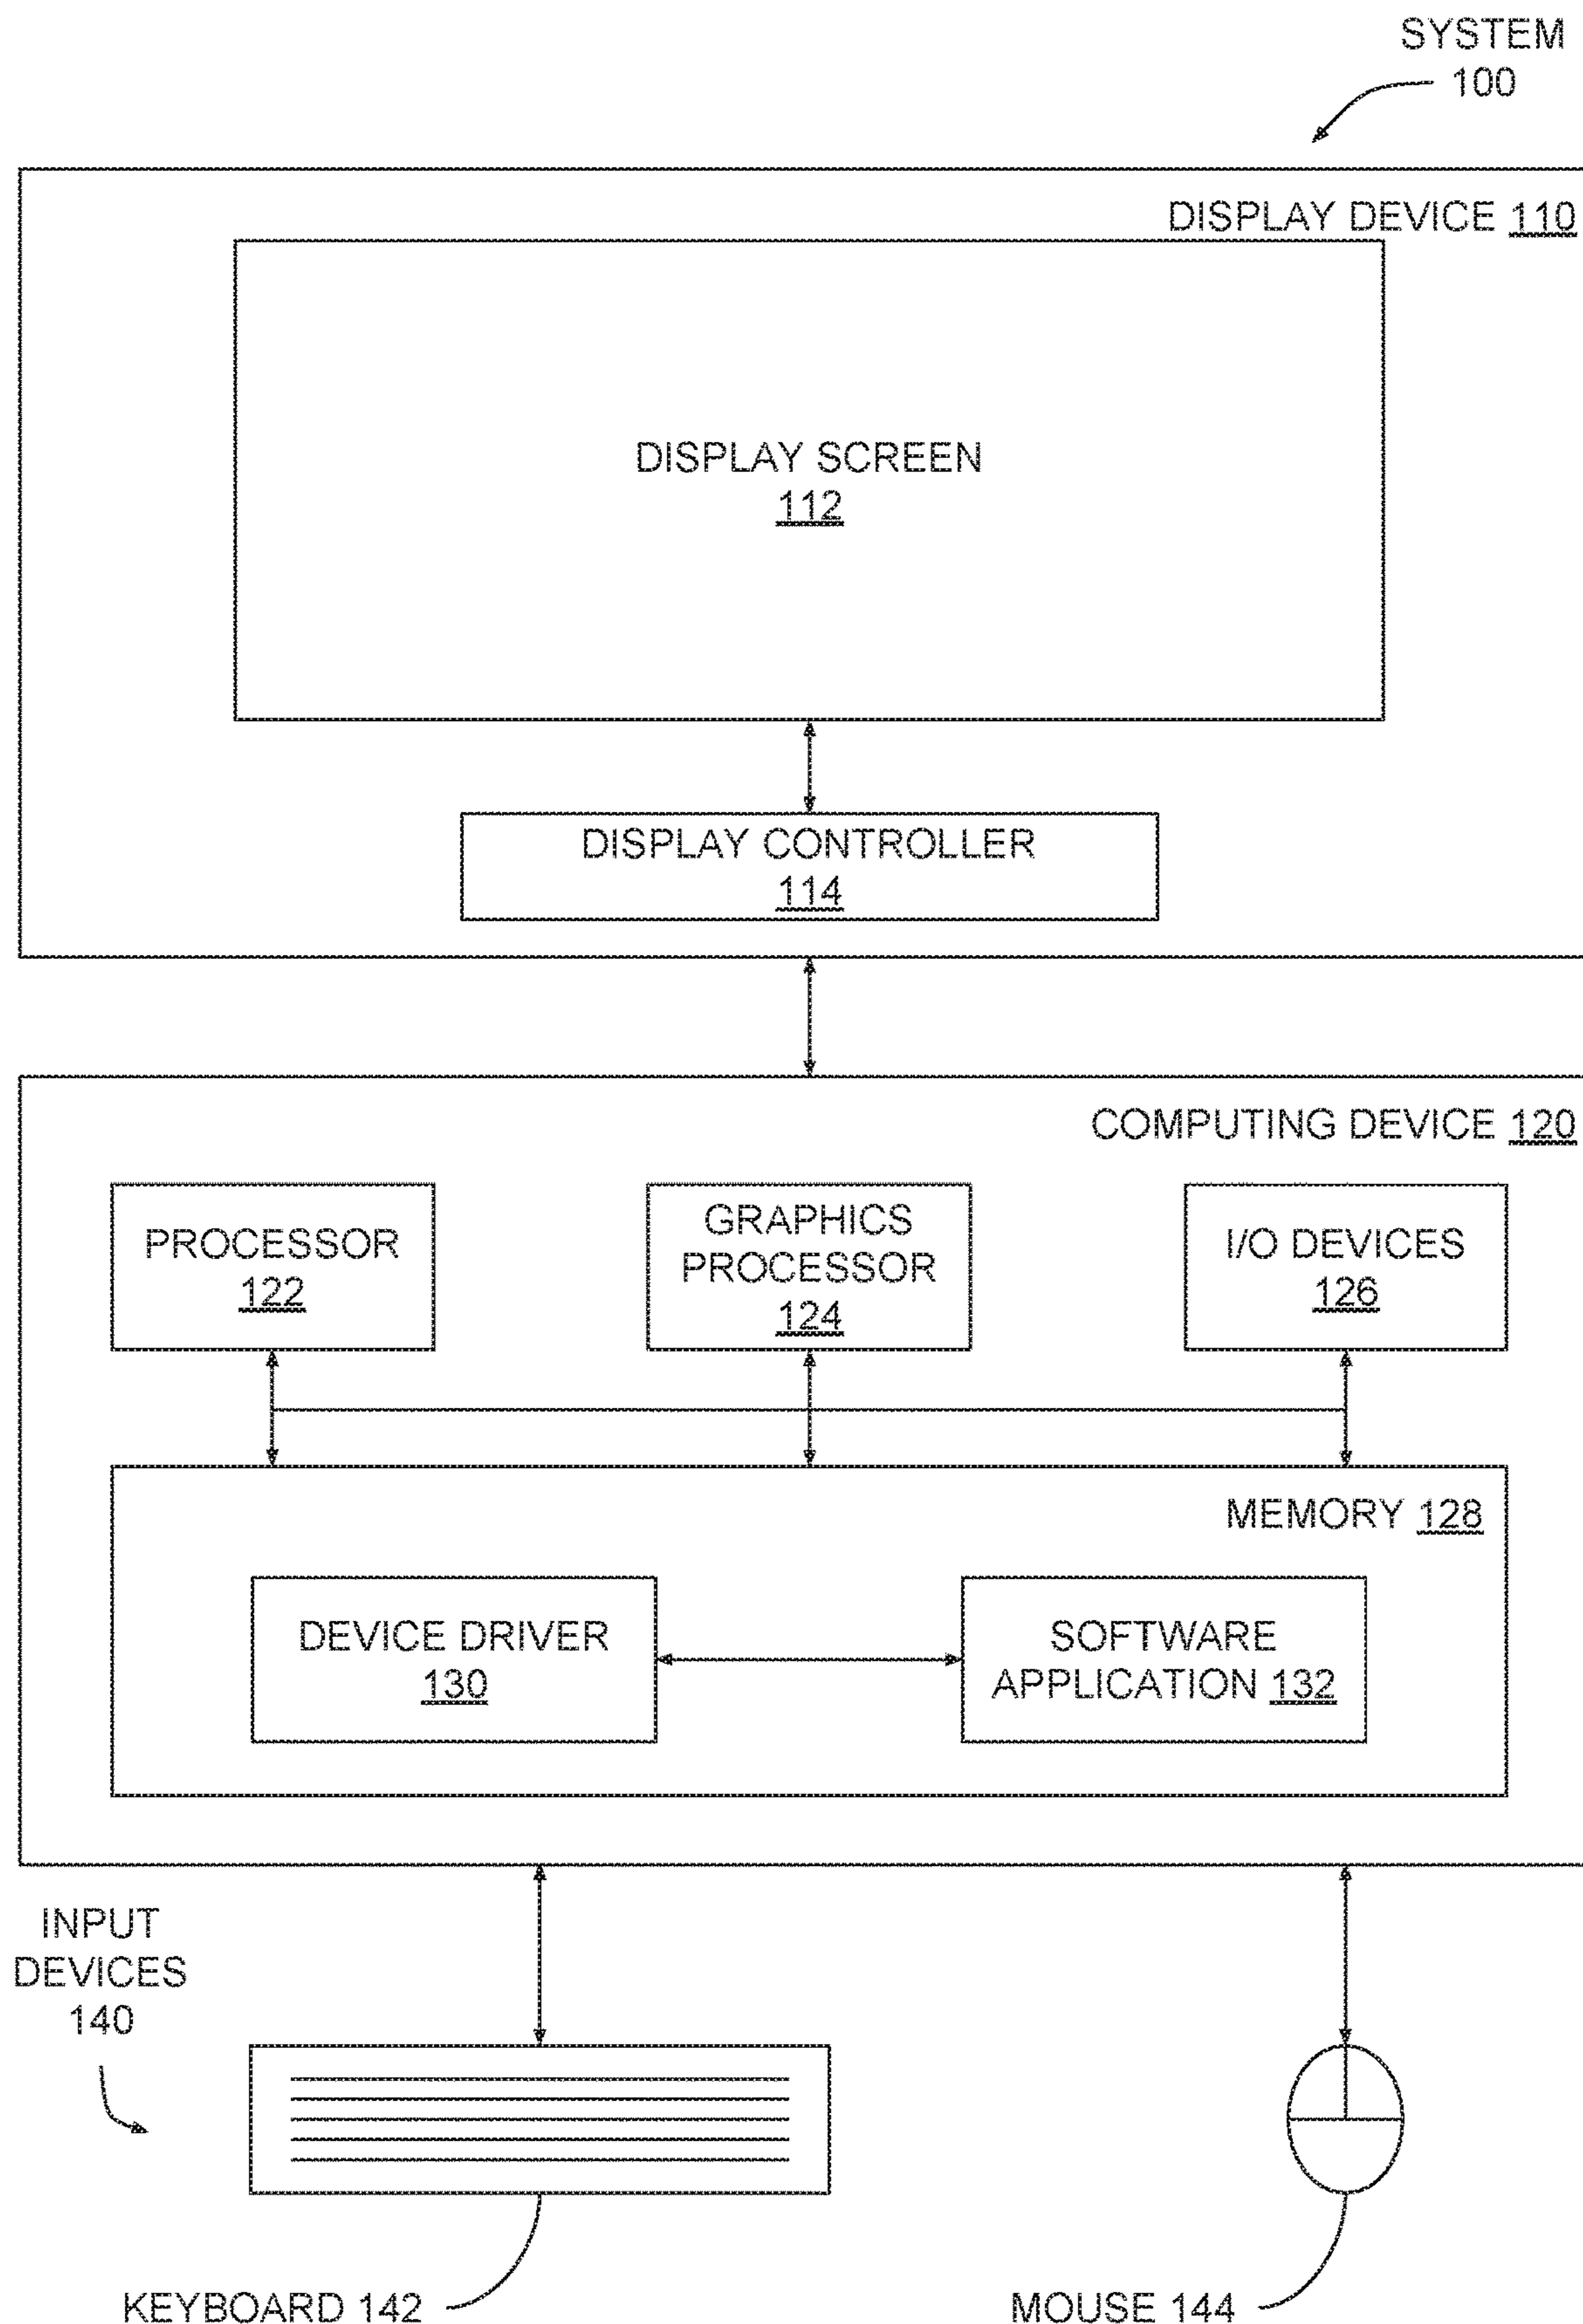 SYSTEM
100
DISPLAY DEVICE 110
DISPLAY SCREEN
112
DISPLAY CONTROLLER
114
COMPUTING DEVICE 120
PROCESSOR
122
GRAPHICS
PROCESSOR
124
I/O DEVICES
126
MEMORY 128
DEVICE DRIVER
130
SOFTWARE
APPLICATION 132
INPUT
DEVICES
140
KEYBOARD 142
MOUSE 144